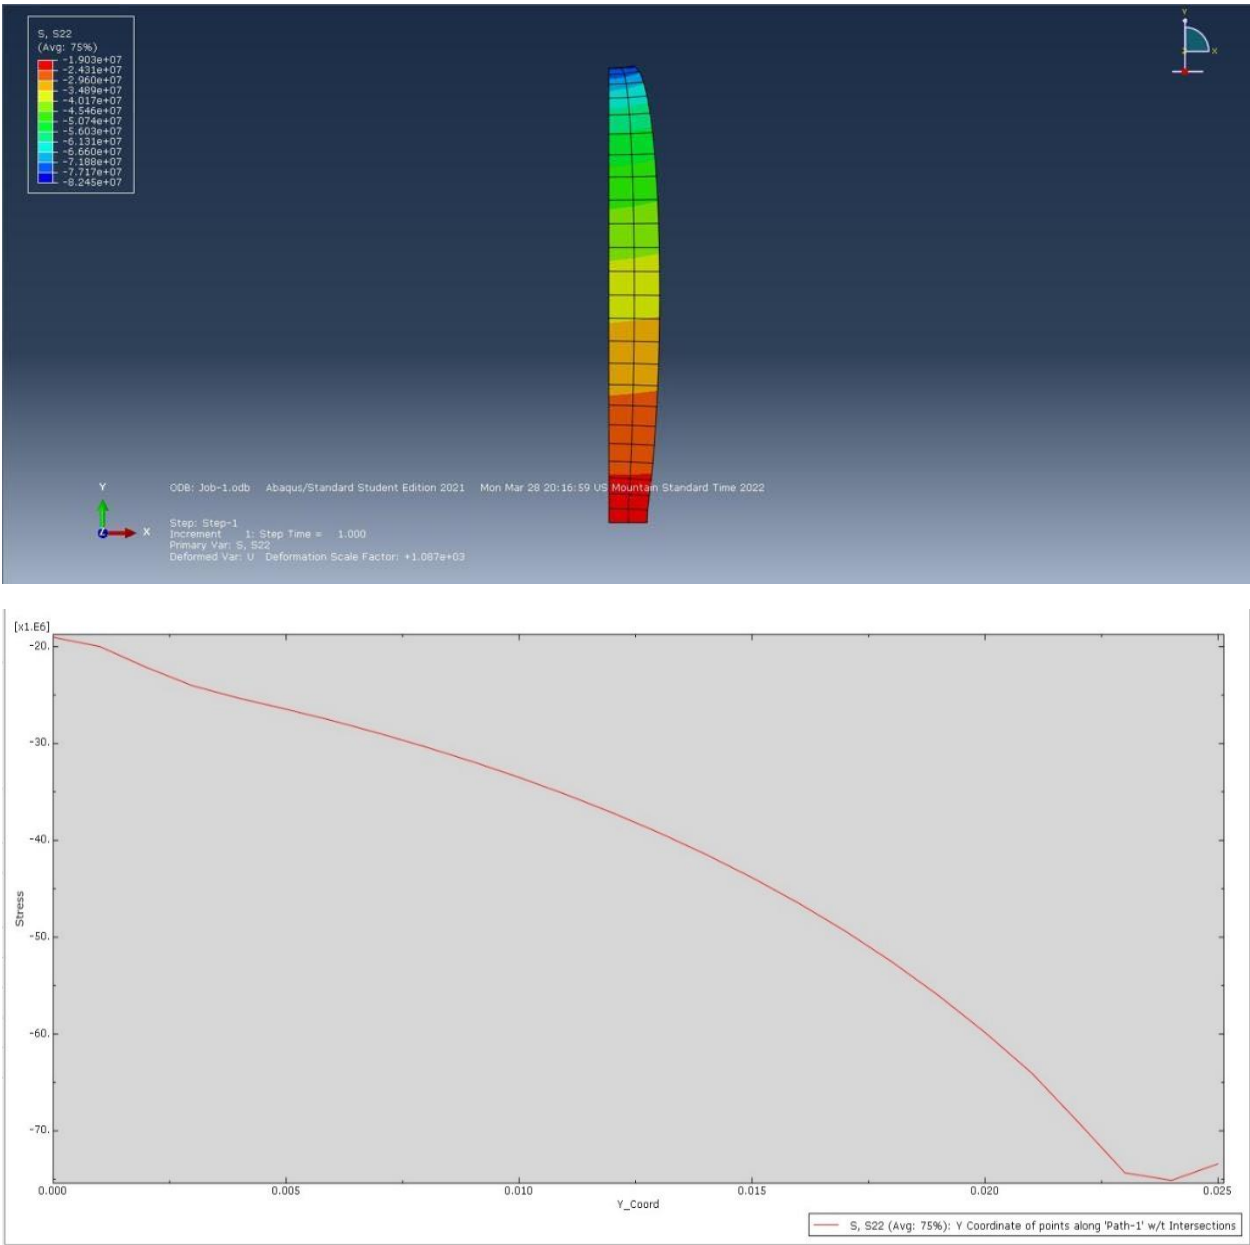 S, S22
(Avg: 75%)
-1.903e+07
-2.431e+07
-2.960e+07
-3.489e+07
-4.017e+07
-4.546e+07
-5.074e+07
-5.603e+07
-6.131e+07
-6.660e+07
-7.188e+07
-7.717e+07
-8.245e+07
Y
X
Z
Y
X
Z
ODB: Job-1.odb Abaqus/Standard Student Edition 2021 Mon Mar 28 20:16:59 US Mountain Standard Time 2022
Step: Step-1
Increment 1: Step Time = 1.000
Primary Var: S, S22
Deformed Var: U Deformation Scale Factor: +1.087e+03
[x1.E6]
-20.
-30.
-40.
-50.
-60.
-70.
Stress
0.000 0.005 0.010 0.015 0.020 0.025
Y_Coord
S, S22 (Avg: 75%): Y Coordinate of points along 'Path-1' w/t Intersections